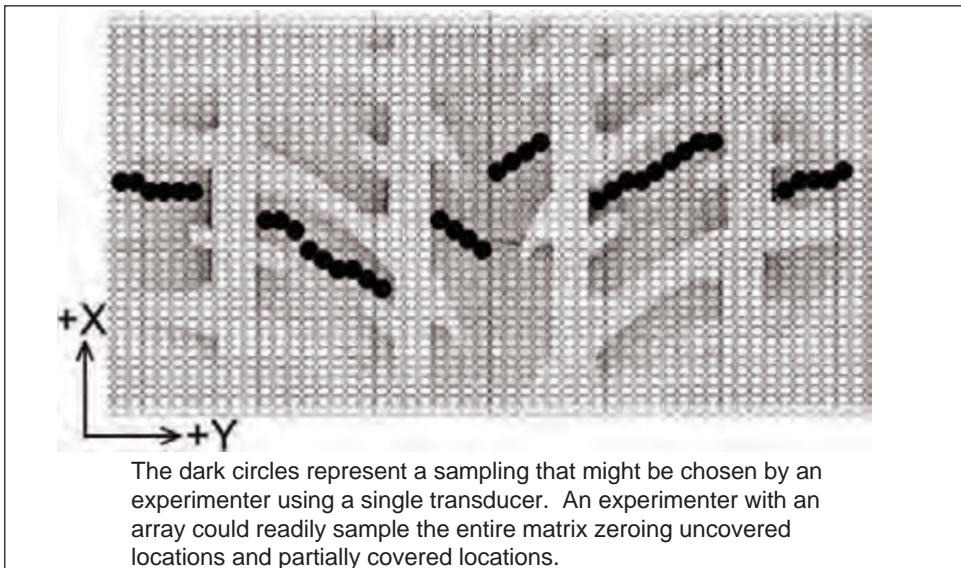 +X
+Y
The dark circles represent a sampling that might be chosen by an
experimenter using a single transducer.  An experimenter with an
array could readily sample the entire matrix zeroing uncovered
locations and partially covered locations.